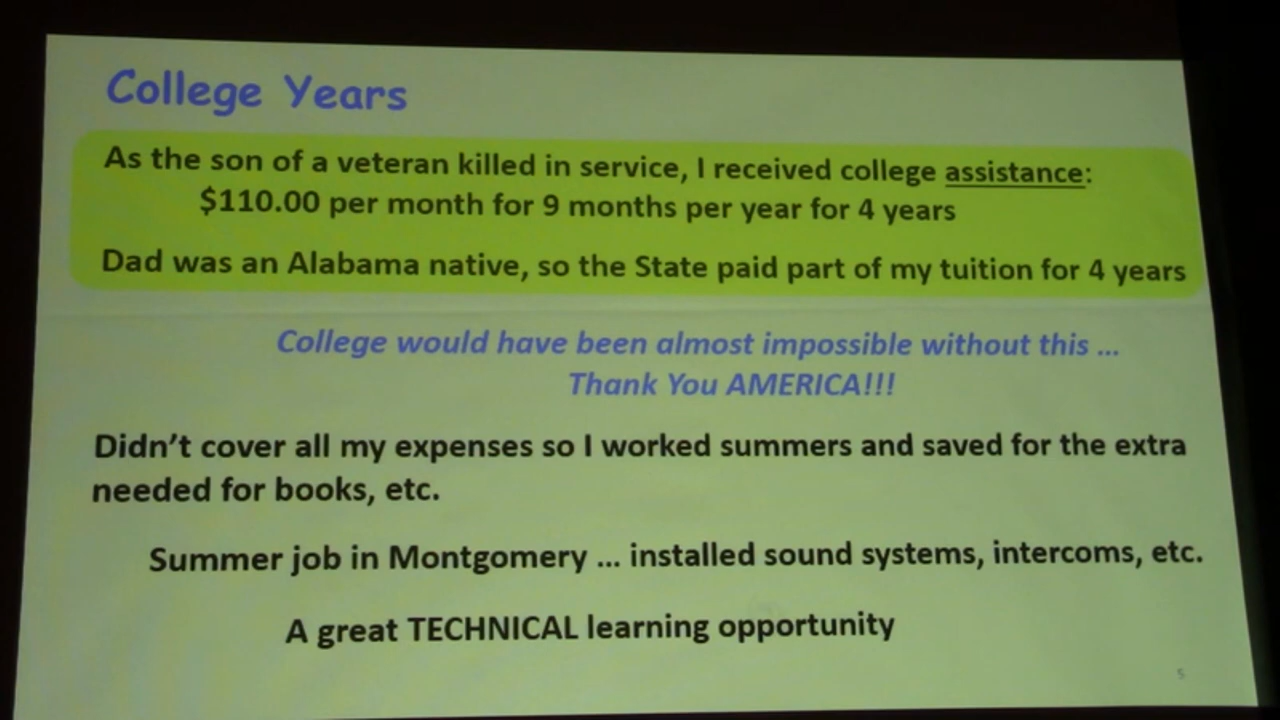 College Years
As the son of a veteran killed in service, I received college assistance:
$110.00 per month for 9 months per year for 4 years
Dad was an Alabama native, so the State paid part of my tuition for 4 years
College would have been almost impossible without this ...
Thank You AMERICA!!!
Didn’t cover all my expenses so I worked summers and saved for the extra
needed for books, etc.
Summer job in Montgomery ... installed sound systems, intercoms, etc.
A great TECHNICAL learning opportunity
5